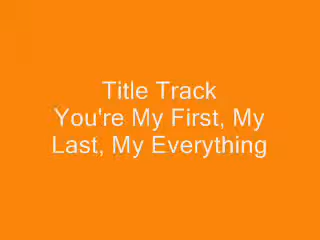 Title Track
You're My First, My
Last, My Everything